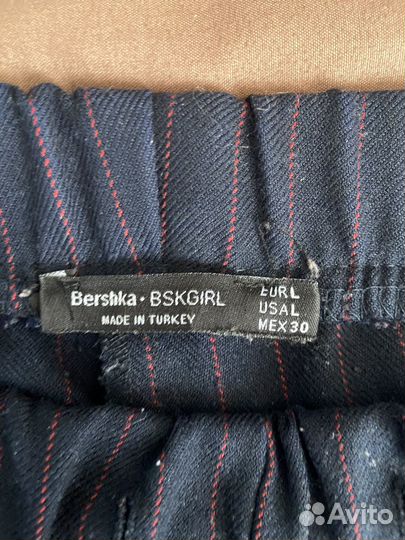 Bershka • BSKGIRL
MADE IN TURKEY
EUR L
USA L
MEX 30
Avito